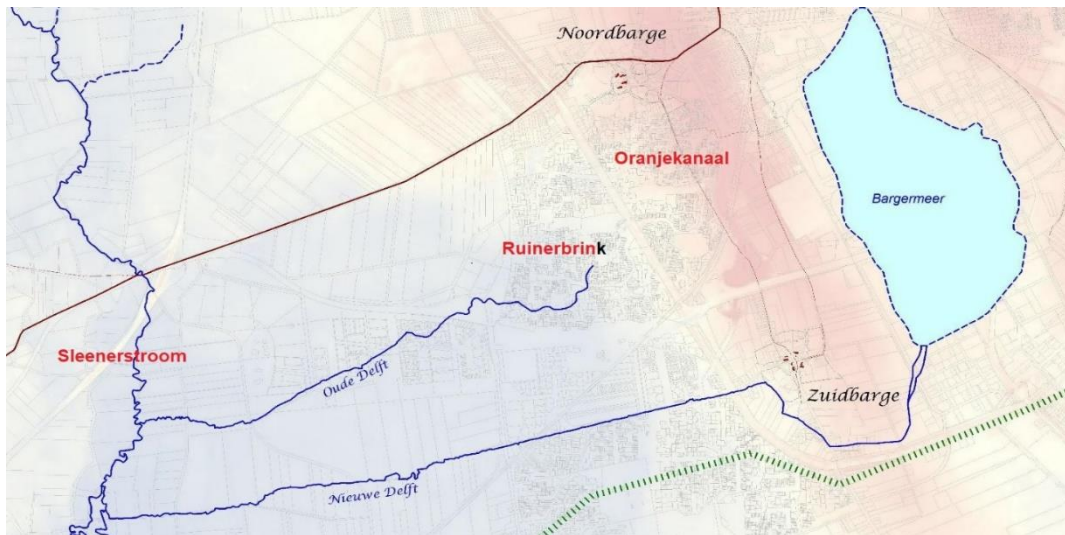 Noordbarge
Oranjekanaal
Bargermeer
Ruinerbrink
Sleenerstroom
Oude Delft
Zuidbarge
Nieuwe Delft